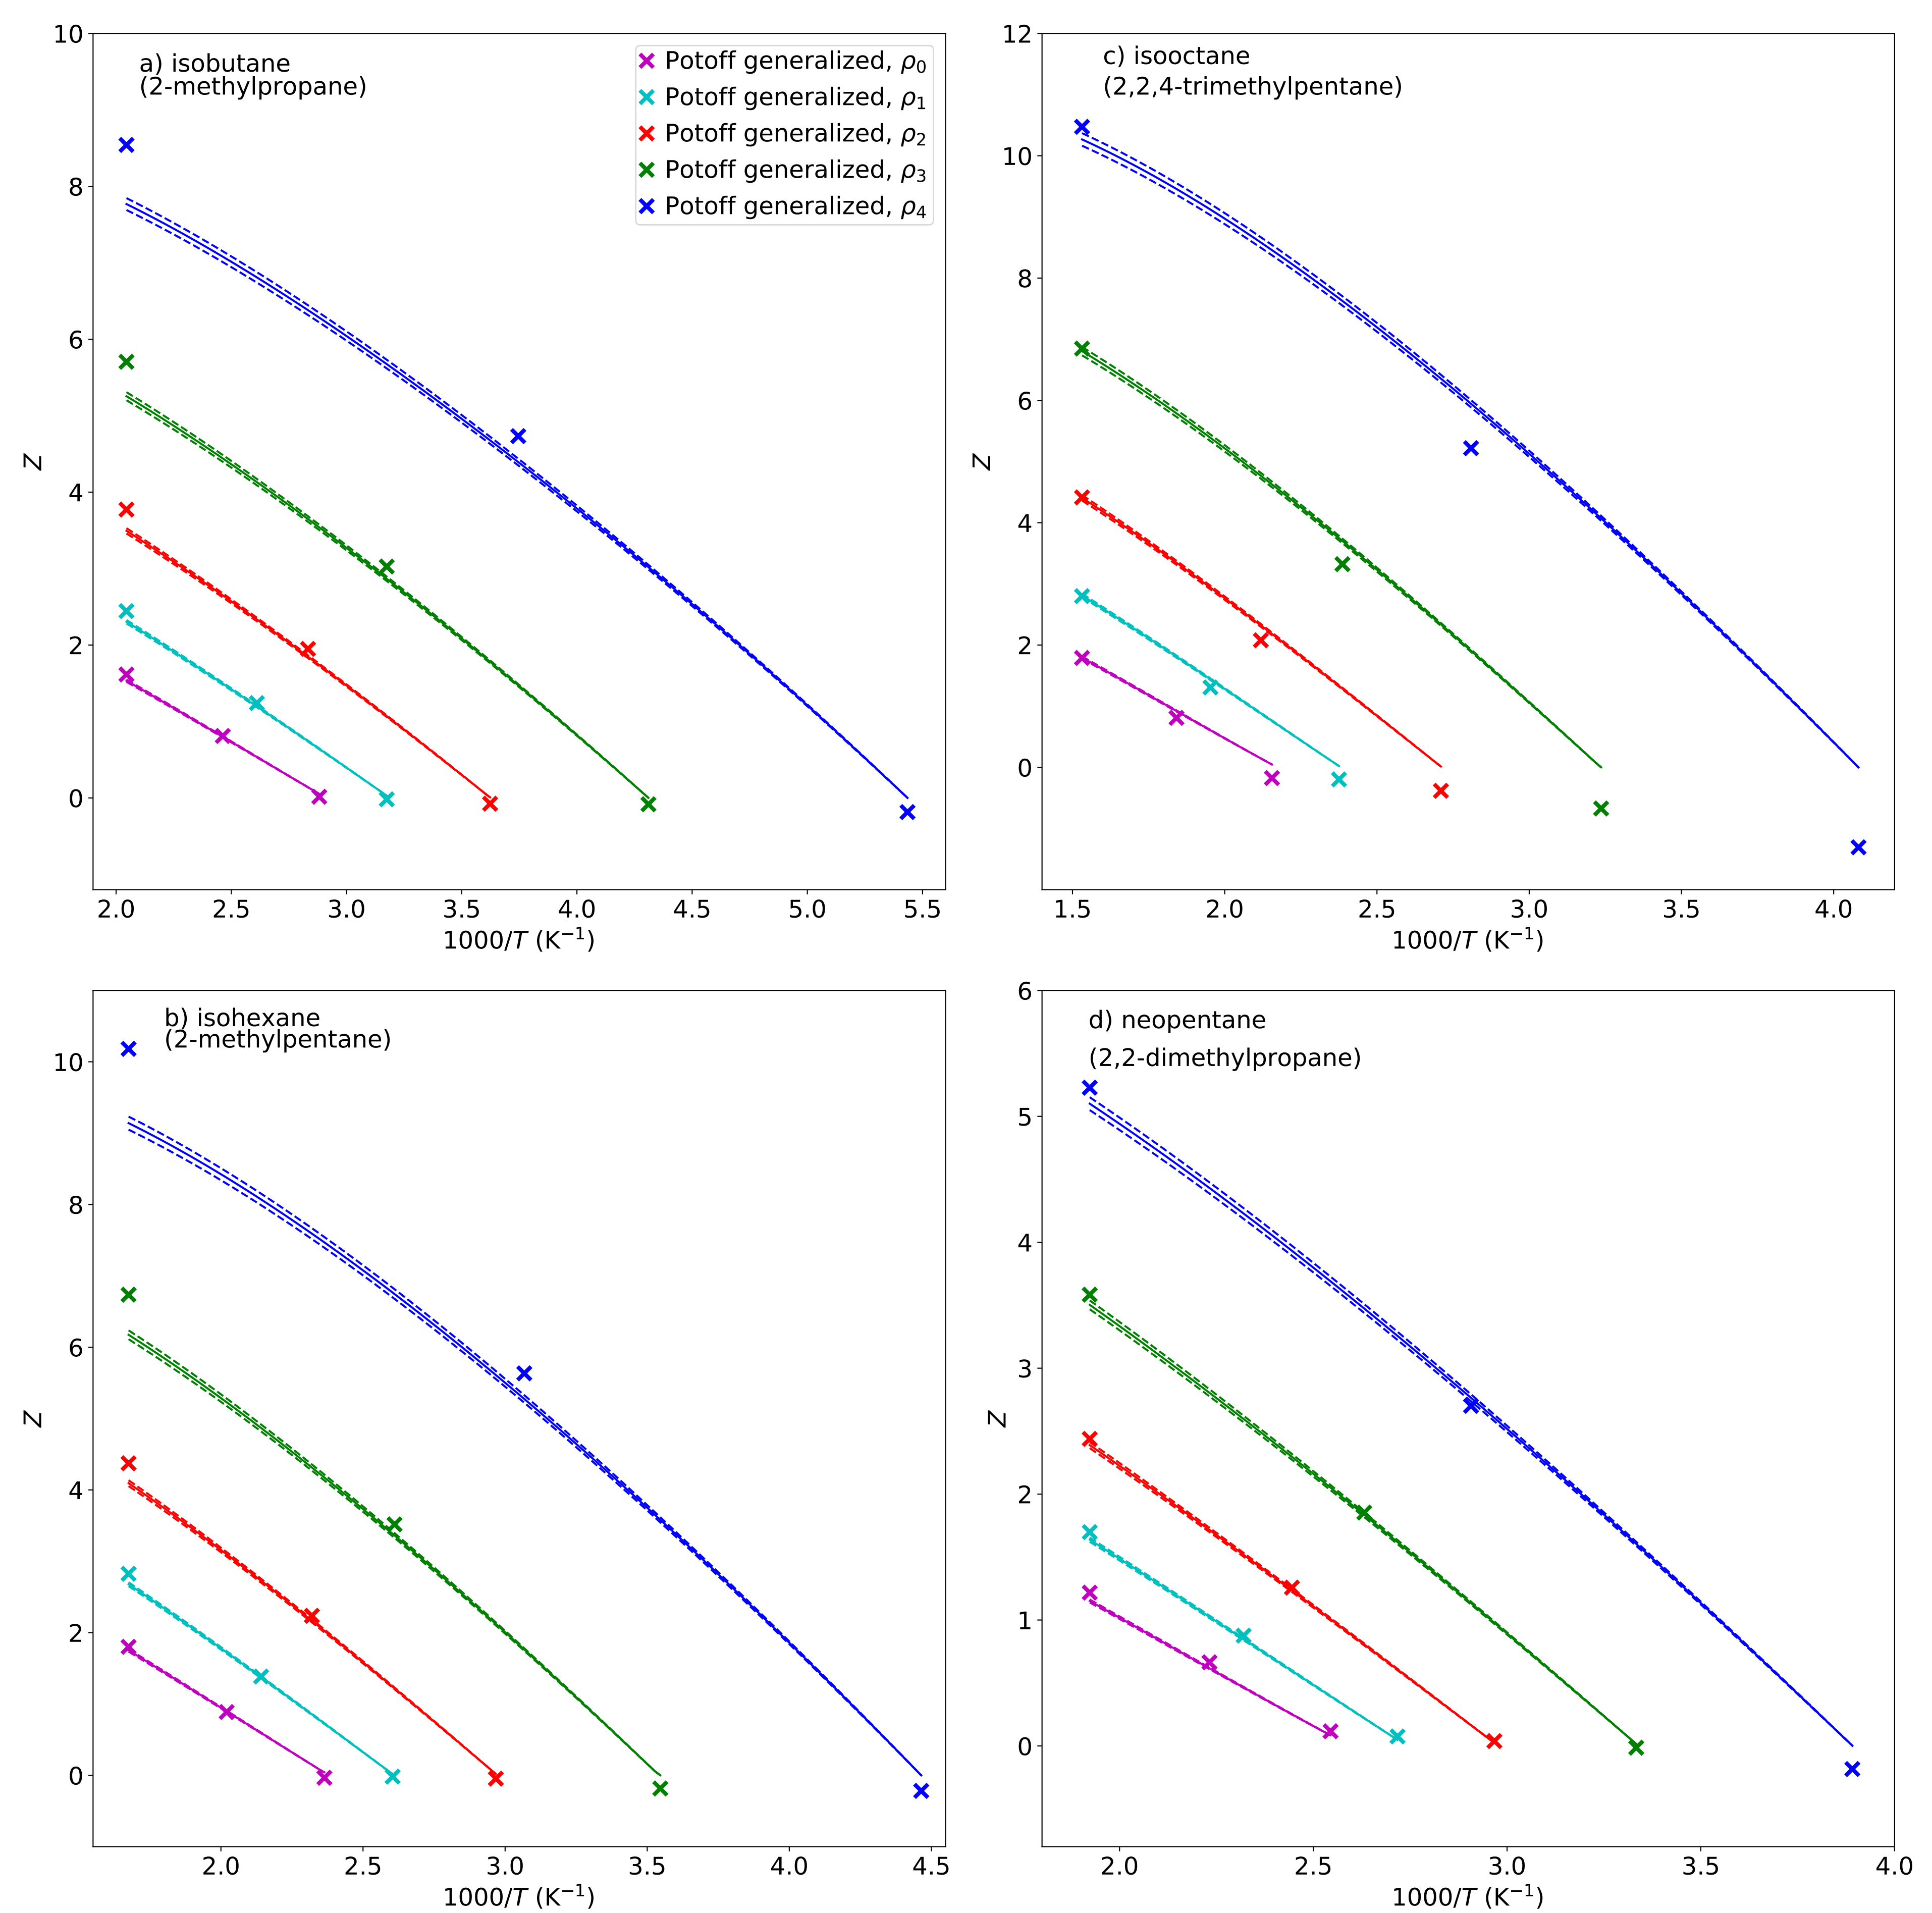 a) isobutane
(2-methylpropane)
Potoff generalized, ρ₀
Potoff generalized, ρ₁
Potoff generalized, ρ₂
Potoff generalized, ρ₃
Potoff generalized, ρ₄
10
8
6
4
2
0
Z
2.0 2.5 3.0 3.5 4.0 4.5 5.0 5.5
1000/T (K⁻¹)
c) isooctane
(2,2,4-trimethylpentane)
12
10
8
6
4
2
0
Z
1.5 2.0 2.5 3.0 3.5 4.0
1000/T (K⁻¹)
b) isohexane
(2-methylpentane)
10
8
6
4
2
0
Z
2.0 2.5 3.0 3.5 4.0 4.5
1000/T (K⁻¹)
d) neopentane
(2,2-dimethylpropane)
6
5
4
3
2
1
0
Z
2.0 2.5 3.0 3.5 4.0
1000/T (K⁻¹)